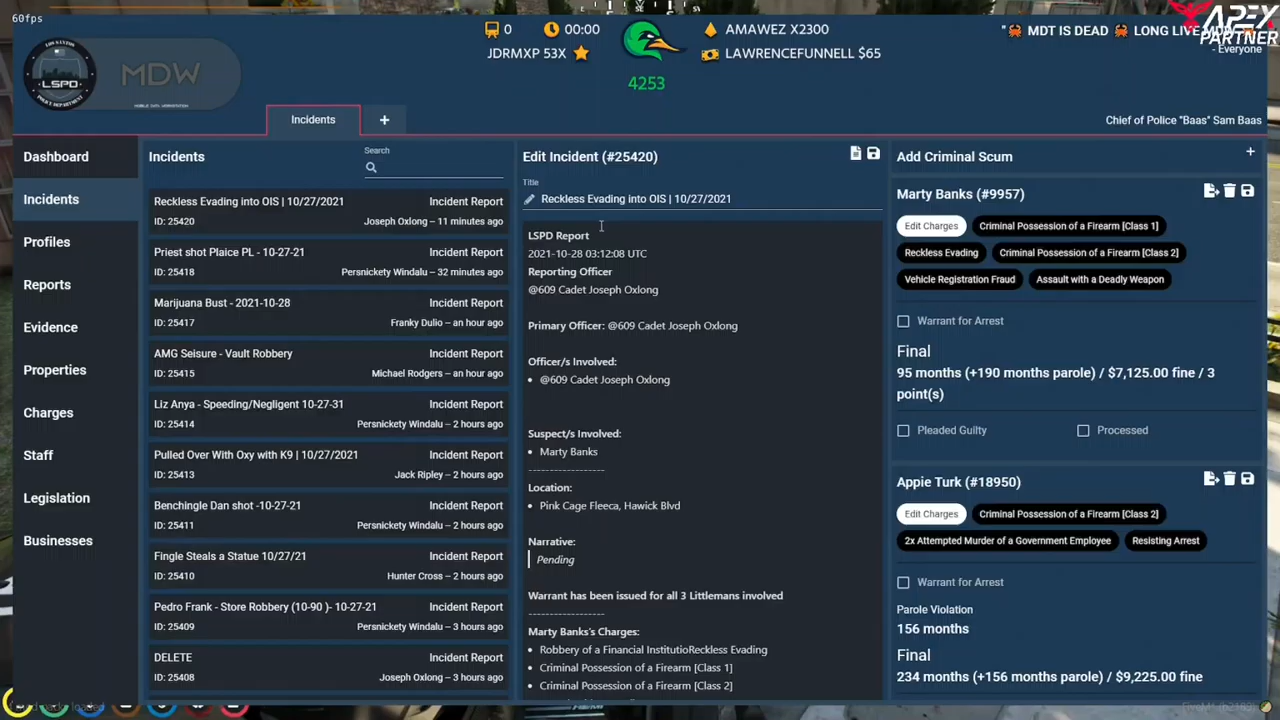 60fps
0
00:00
AMAWEZ X2300
JDRMXP 53X
LAWRENCEFUNNELL $65
4253
" MDT IS DEAD LONG LIVE
- Everyone
APEX
PARTNER
LOS SANTOS
LSPD
POLICE DEPARTMENT
MDW
MOBILE DATA WORKSTATION
Incidents
+
Chief of Police "Baas" Sam Baas
Dashboard
Incidents
Profiles
Reports
Evidence
Properties
Charges
Staff
Legislation
Businesses
Incidents
Search
Reckless Evading into OIS | 10/27/2021 Incident Report
ID: 25420 Joseph Oxlong – 11 minutes ago
Priest shot Plaice PL - 10-27-21 Incident Report
ID: 25418 Persnickety Windalu – 32 minutes ago
Marijuana Bust - 2021-10-28 Incident Report
ID: 25417 Franky Dulio – an hour ago
AMG Seisure - Vault Robbery Incident Report
ID: 25415 Michael Rodgers – an hour ago
Liz Anya - Speeding/Negligent 10-27-31 Incident Report
ID: 25414 Persnickety Windalu – 2 hours ago
Pulled Over With Oxy with K9 | 10/27/2021 Incident Report
ID: 25413 Jack Ripley – 2 hours ago
Benchingle Dan shot -10-27-21 Incident Report
ID: 25411 Persnickety Windalu – 2 hours ago
Fingle Steals a Statue 10/27/21 Incident Report
ID: 25410 Hunter Cross – 2 hours ago
Pedro Frank - Store Robbery (10-90 )- 10-27-21 Incident Report
ID: 25409 Persnickety Windalu – 3 hours ago
DELETE Incident Report
ID: 25408 Joseph Oxlong – 3 hours ago
Edit Incident (#25420)
Title
Reckless Evading into OIS | 10/27/2021
LSPD Report
2021-10-28 03:12:08 UTC
Reporting Officer
@609 Cadet Joseph Oxlong
Primary Officer: @609 Cadet Joseph Oxlong
Officer/s Involved:
• @609 Cadet Joseph Oxlong
Suspect/s Involved:
• Marty Banks
------------------
Location:
• Pink Cage Fleeca, Hawick Blvd
Narrative:
Pending
Warrant has been issued for all 3 Littlemans involved
------------------
Marty Banks's Charges:
• Robbery of a Financial InstitutioReckless Evading
• Criminal Possession of a Firearm [Class 1]
• Criminal Possession of a Firearm [Class 2]
Add Criminal Scum
+
Marty Banks (#9957)
Edit Charges Criminal Possession of a Firearm [Class 1]
Reckless Evading Criminal Possession of a Firearm [Class 2]
Vehicle Registration Fraud Assault with a Deadly Weapon
Warrant for Arrest
Final
95 months (+190 months parole) / $7,125.00 fine / 3
point(s)
Pleaded Guilty Processed
Appie Turk (#18950)
Edit Charges Criminal Possession of a Firearm [Class 2]
2x Attempted Murder of a Government Employee Resisting Arrest
Warrant for Arrest
Parole Violation
156 months
Final
234 months (+156 months parole) / $9,225.00 fine